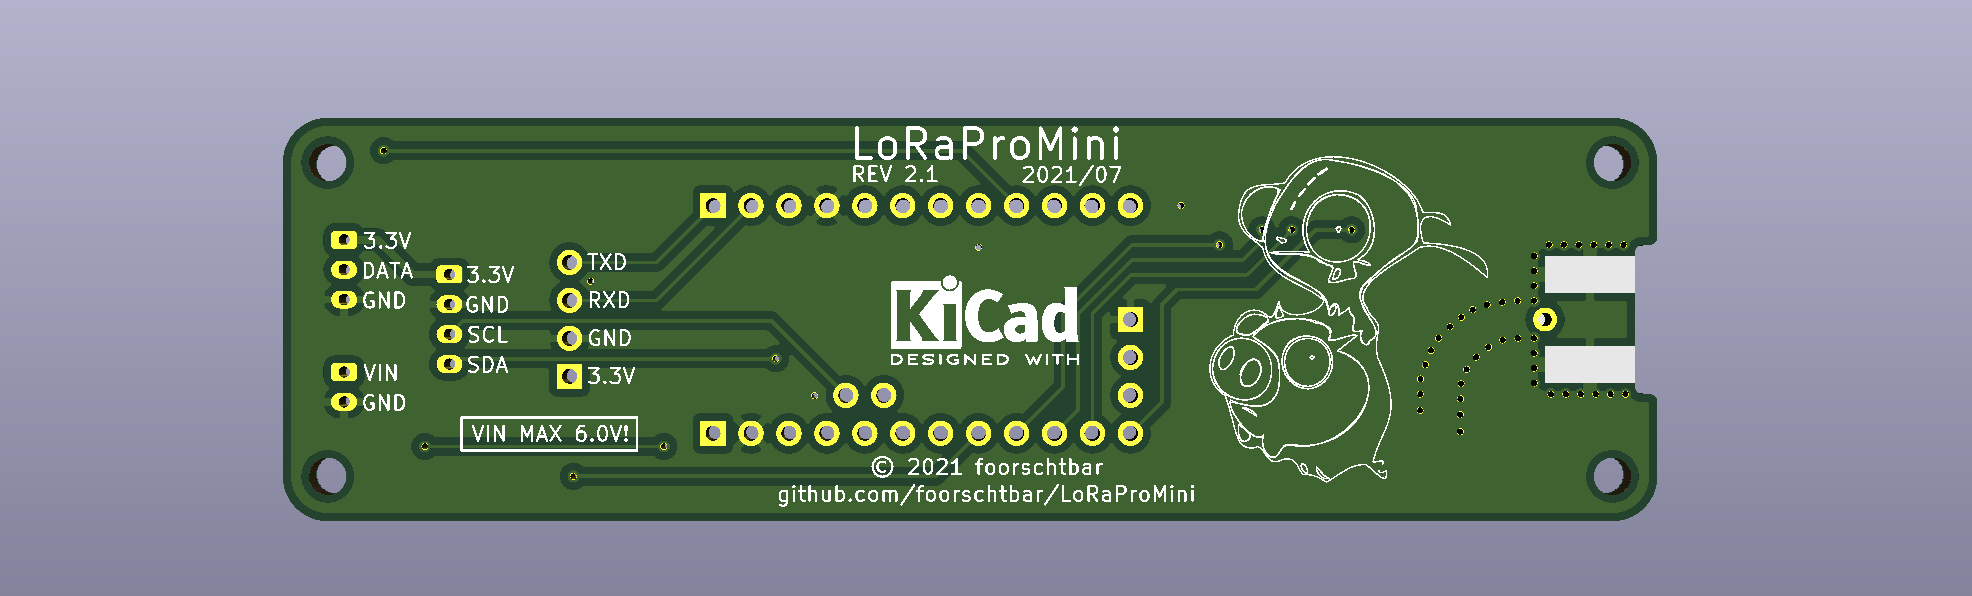 LoRaProMini
REV 2.1
2021/07
3.3V
DATA
GND
3.3V
GND
SCL
SDA
TXD
RXD
GND
3.3V
VIN
GND
KiCad
DESIGNED WITH
VIN MAX 6.0V!
© 2021 foorschtbar
github.com/foorschtbar/LoRaProMini